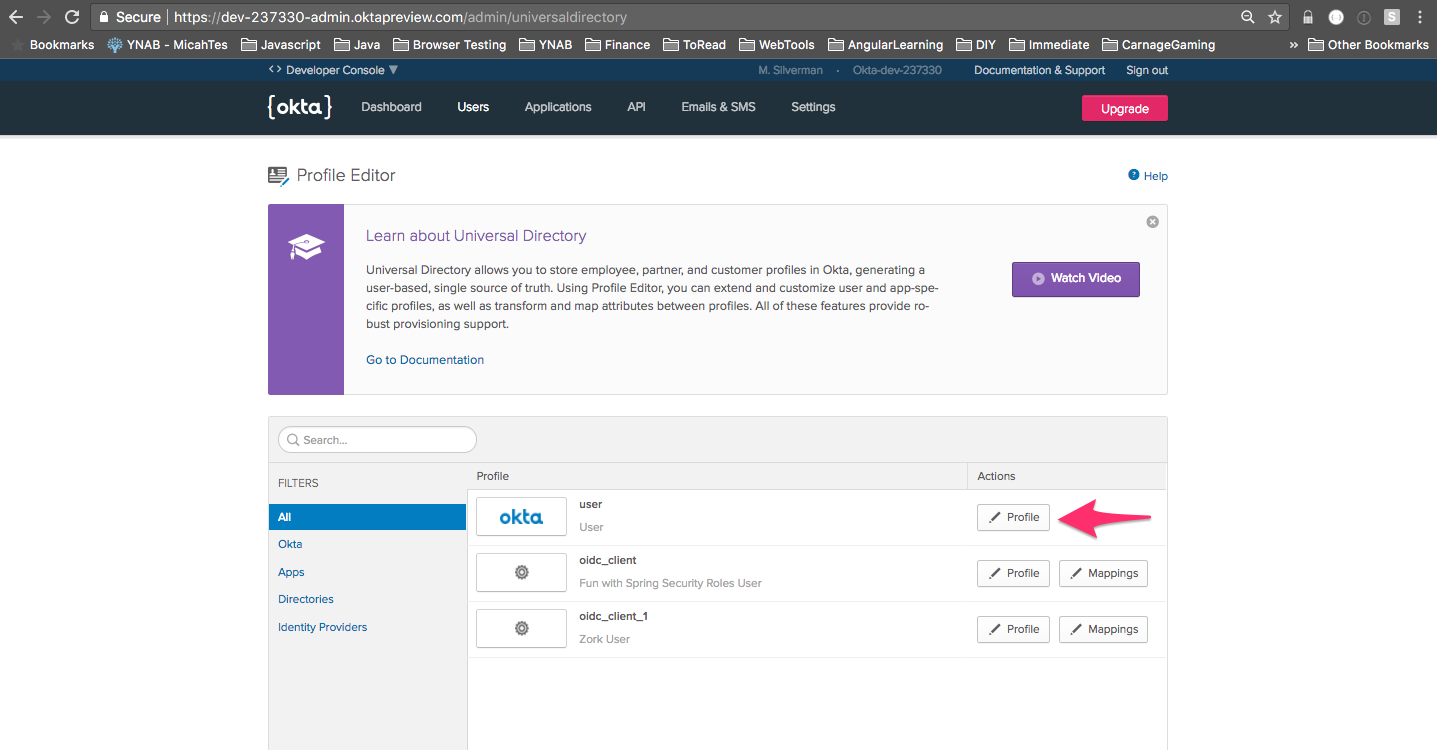 Secure | https://dev-237330-admin.oktapreview.com/admin/universaldirectory
S
Bookmarks YNAB - MicahTes Javascript Java Browser Testing YNAB Finance ToRead WebTools AngularLearning DIY Immediate CarnageGaming » Other Bookmarks
<> Developer Console ▼ M. Silverman · Okta-dev-237330 Documentation & Support Sign out
{okta} Dashboard Users Applications API Emails & SMS Settings Upgrade
Profile Editor ? Help
Learn about Universal Directory
Universal Directory allows you to store employee, partner, and customer profiles in Okta, generating a
user-based, single source of truth. Using Profile Editor, you can extend and customize user and app-spe-
cific profiles, as well as transform and map attributes between profiles. All of these features provide ro-
bust provisioning support.
Watch Video
Go to Documentation
Search...
FILTERS
All
Okta
Apps
Directories
Identity Providers
Profile Actions
okta user Profile
User
oidc_client Profile Mappings
Fun with Spring Security Roles User
oidc_client_1 Profile Mappings
Zork User